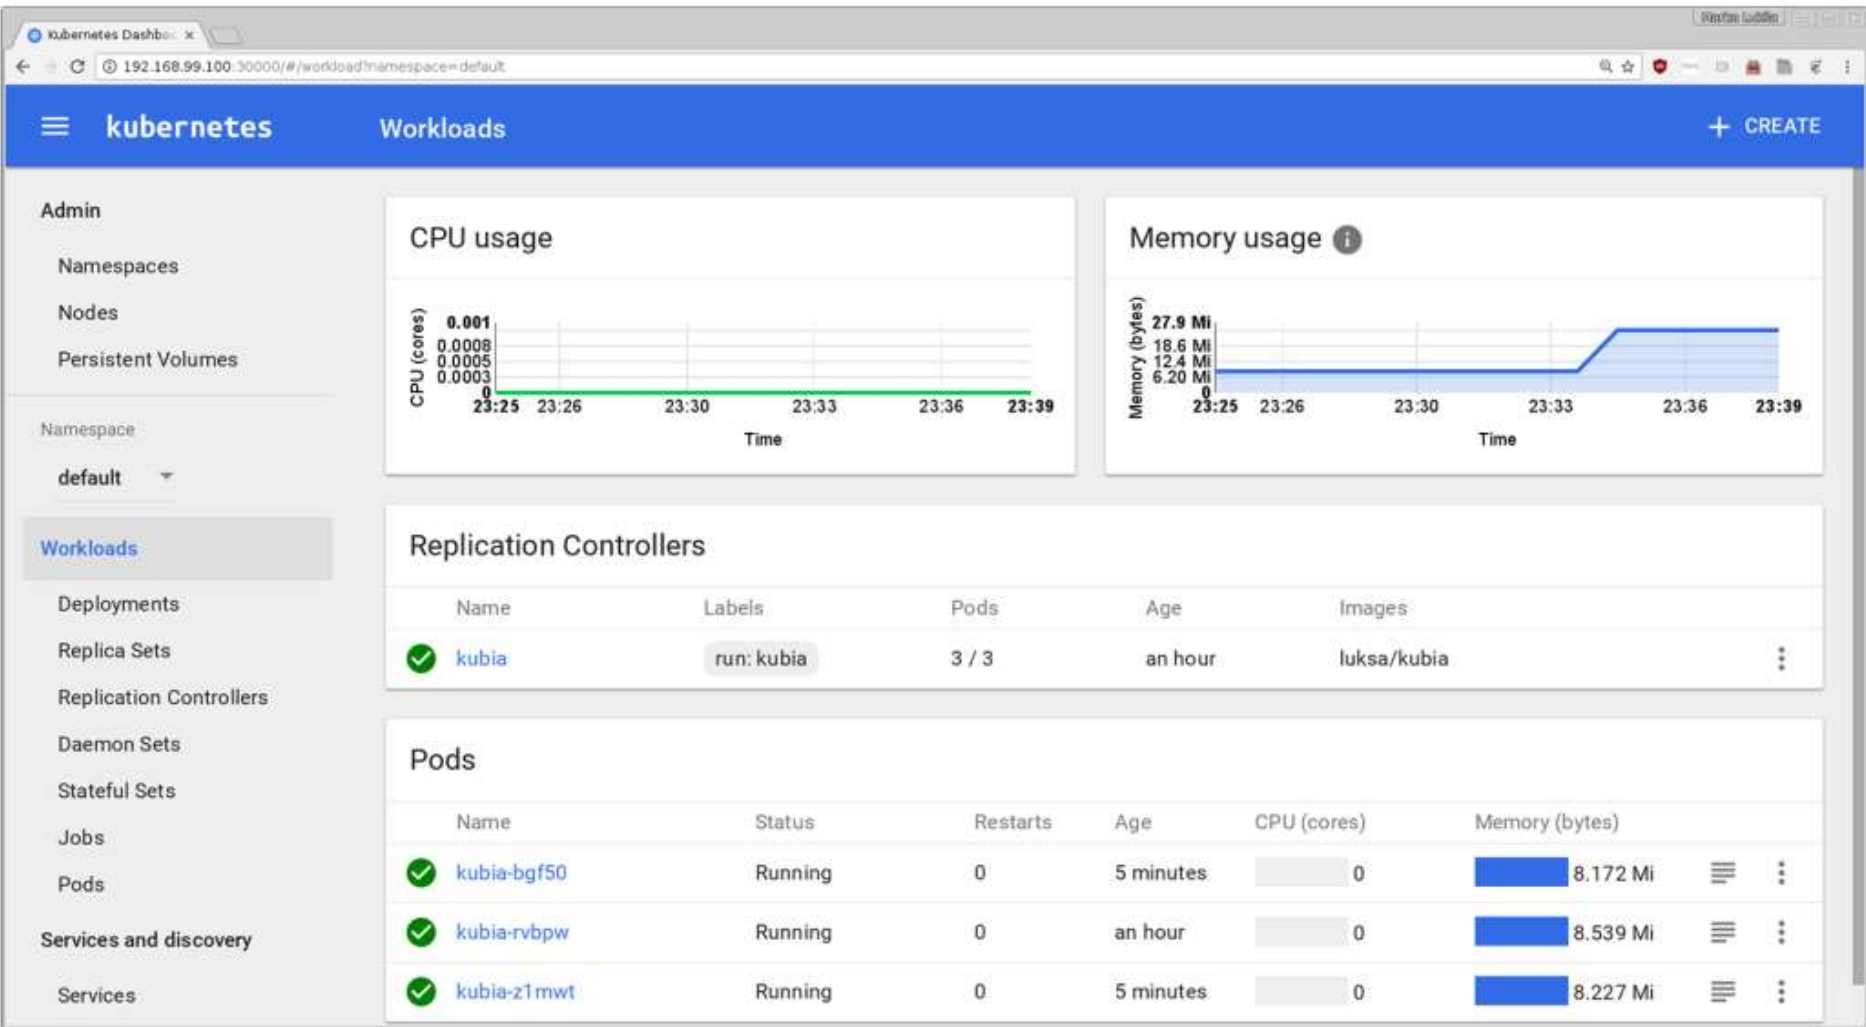 Kubernetes Dashbo
192.168.99.100:30000/#/workload?namespace=default
kubernetes
Workloads
+ CREATE
Admin
Namespaces
Nodes
Persistent Volumes
Namespace
default
Workloads
Deployments
Replica Sets
Replication Controllers
Daemon Sets
Stateful Sets
Jobs
Pods
Services and discovery
Services
CPU usage
CPU (cores)
0.001
0.0008
0.0005
0.0003
0
23:25 23:26 23:30 23:33 23:36 23:39
Time
Memory usage
Memory (bytes)
27.9 Mi
18.6 Mi
12.4 Mi
6.20 Mi
0
23:25 23:26 23:30 23:33 23:36 23:39
Time
Replication Controllers
Name Labels Pods Age Images
kubia run: kubia 3 / 3 an hour luksa/kubia
Pods
Name Status Restarts Age CPU (cores) Memory (bytes)
kubia-bgf50 Running 0 5 minutes 0 8.172 Mi
kubia-rvbpw Running 0 an hour 0 8.539 Mi
kubia-z1mwt Running 0 5 minutes 0 8.227 Mi